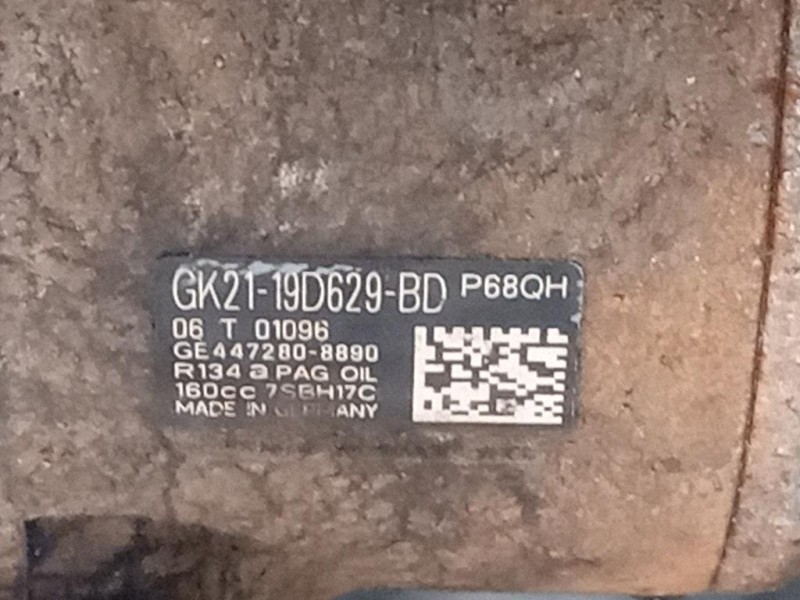 GK21-19D629-BD P68QH
06 T 01096
GE447280-8890
R134a PAG OIL
160cc 7SBH17C
MADE IN GERMANY